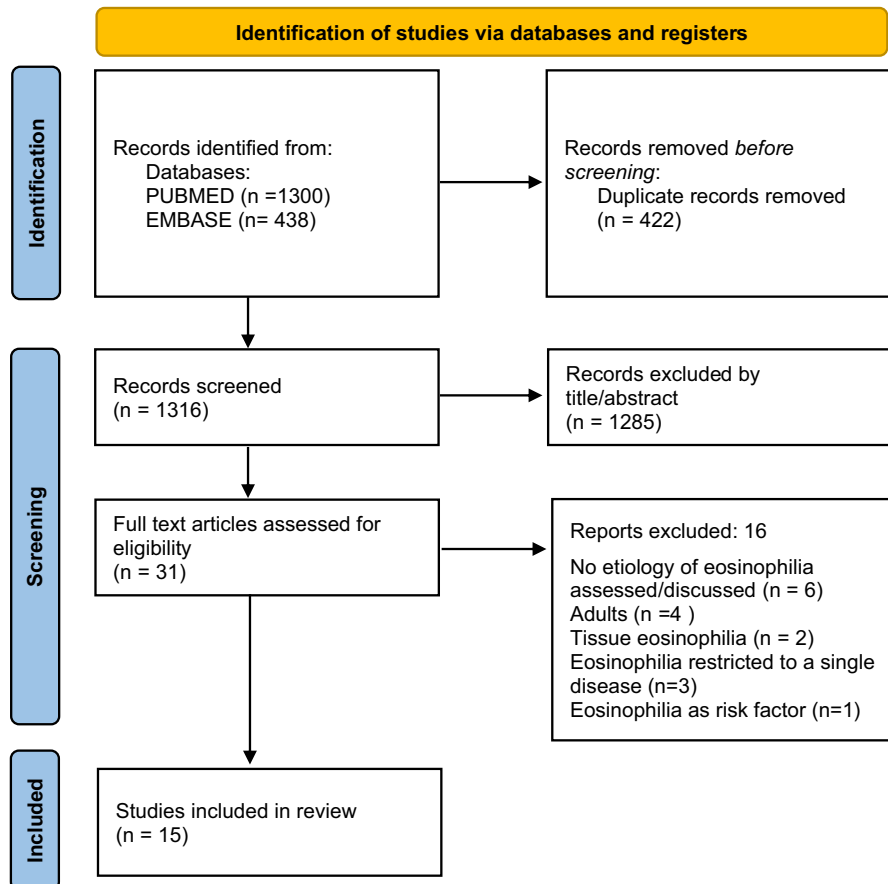 Identification of studies via databases and registers
Identification
Records identified from:
Databases:
PUBMED (n =1300)
EMBASE (n= 438)
Records removed before
screening:
Duplicate records removed
(n = 422)
Screening
Records screened
(n = 1316)
Records excluded by
title/abstract
(n = 1285)
Full text articles assessed for
eligibility
(n = 31)
Reports excluded: 16
No etiology of eosinophilia
assessed/discussed (n = 6)
Adults (n =4 )
Tissue eosinophilia (n = 2)
Eosinophilia restricted to a single
disease (n=3)
Eosinophilia as risk factor (n=1)
Included
Studies included in review
(n = 15)